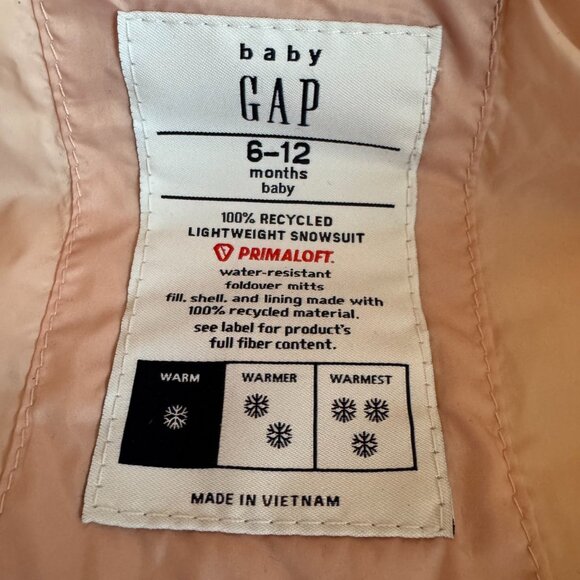 baby
GAP
6-12
months
baby
100% RECYCLED
LIGHTWEIGHT SNOWSUIT
PRIMALOFT
water-resistant
foldover mitts
fill, shell, and lining made with
100% recycled material.
see label for product's
full fiber content.
WARM WARMER WARMEST
MADE IN VIETNAM